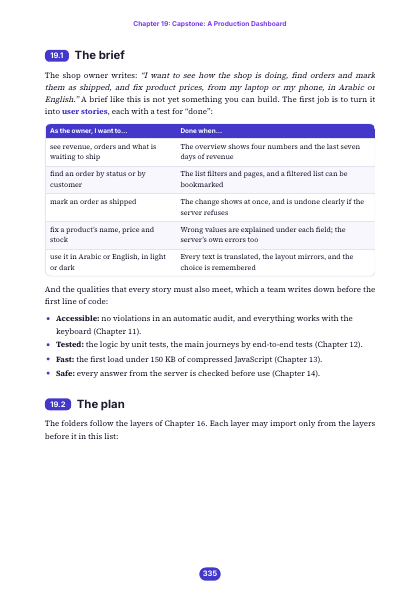 Chapter 19: Capstone: A Production Dashboard
19.1 The brief
The shop owner writes: “I want to see how the shop is doing, find orders and mark
them as shipped, and fix product prices, from my laptop or my phone, in Arabic or
English.” A brief like this is not yet something you can build. The first job is to turn it
into user stories, each with a test for “done”:
As the owner, I want to… Done when…
see revenue, orders and what is The overview shows four numbers and the last seven
waiting to ship days of revenue
find an order by status or by The list filters and pages, and a filtered list can be
customer bookmarked
mark an order as shipped The change shows at once, and is undone clearly if the
server refuses
fix a product’s name, price and Wrong values are explained under each field; the
stock server’s own errors too
use it in Arabic or English, in light Every text is translated, the layout mirrors, and the
or dark choice is remembered
And the qualities that every story must also meet, which a team writes down before the
first line of code:
• Accessible: no violations in an automatic audit, and everything works with the
keyboard (Chapter 11).
• Tested: the logic by unit tests, the main journeys by end-to-end tests (Chapter 12).
• Fast: the first load under 150 KB of compressed JavaScript (Chapter 13).
• Safe: every answer from the server is checked before use (Chapter 14).
19.2 The plan
The folders follow the layers of Chapter 16. Each layer may import only from the layers
before it in this list:
335